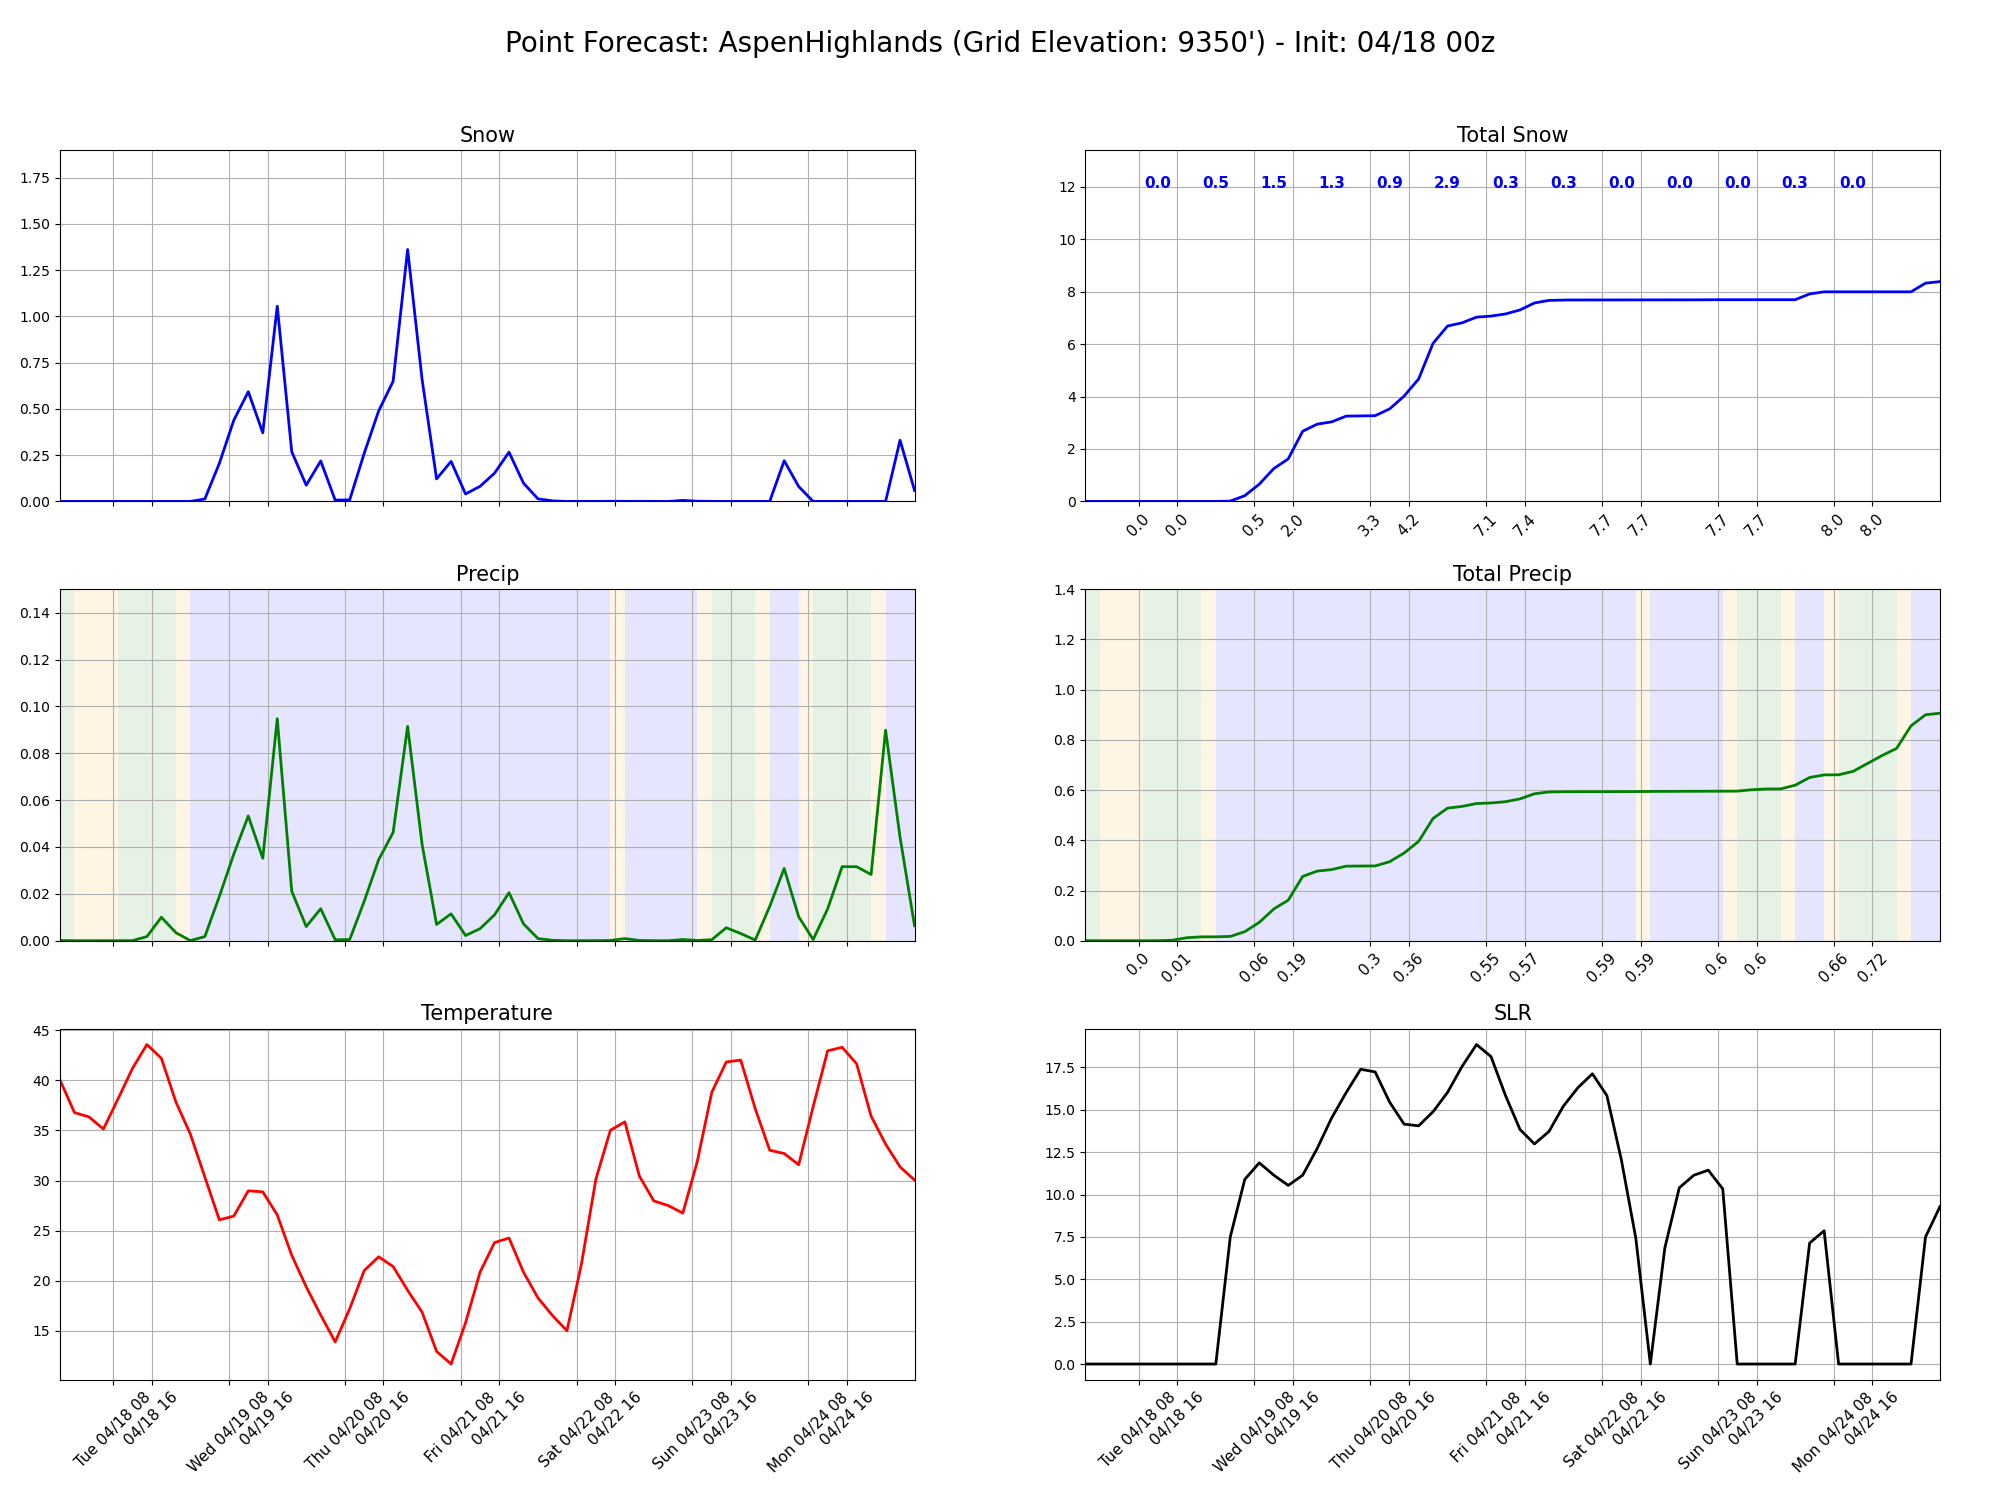 Point Forecast: AspenHighlands (Grid Elevation: 9350') - Init: 04/18 00z
Snow
1.75
1.50
1.25
1.00
0.75
0.50
0.25
0.00
Total Snow
0.0 0.5 1.5 1.3 0.9 2.9 0.3 0.3 0.0 0.0 0.0 0.3 0.0
12
10
8
6
4
2
0
0.0 0.0 0.5 2.0 3.3 4.2 7.1 7.4 7.7 7.7 7.7 7.7 8.0 8.0
Precip
0.14
0.12
0.10
0.08
0.06
0.04
0.02
0.00
Total Precip
1.4
1.2
1.0
0.8
0.6
0.4
0.2
0.0
0.0 0.01 0.06 0.19 0.3 0.36 0.55 0.57 0.59 0.59 0.6 0.6 0.66 0.72
Temperature
45
40
35
30
25
20
15
Tue 04/18 08
04/18 16
Wed 04/19 08
04/19 16
Thu 04/20 08
04/20 16
Fri 04/21 08
04/21 16
Sat 04/22 08
04/22 16
Sun 04/23 08
04/23 16
Mon 04/24 08
04/24 16
SLR
17.5
15.0
12.5
10.0
7.5
5.0
2.5
0.0
Tue 04/18 08
04/18 16
Wed 04/19 08
04/19 16
Thu 04/20 08
04/20 16
Fri 04/21 08
04/21 16
Sat 04/22 08
04/22 16
Sun 04/23 08
04/23 16
Mon 04/24 08
04/24 16